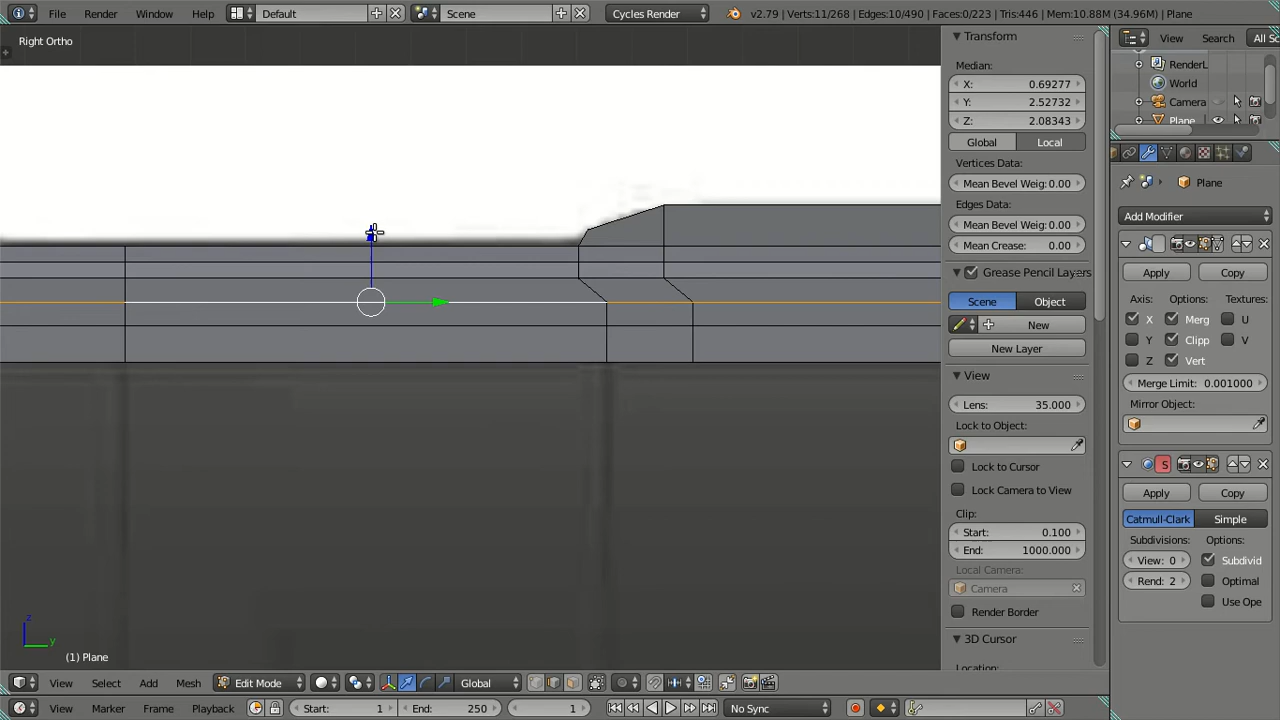 File Render Window Help Default Scene Cycles Render v2.79 | Verts:11/268 | Edges:10/490 | Faces:0/223 | Tris:446 | Mem:10.88M (34.96M) | Plane
Right Ortho
Transform
View Search All Sc
RenderL
World
Camera
Plane
Median:
X: 0.69277
Y: 2.52732
Z: 2.08343
Global Local
Vertices Data:
Mean Bevel Weig: 0.00
Edges Data:
Mean Bevel Weig: 0.00
Mean Crease: 0.00
Grease Pencil Layers
Scene Object
New
New Layer
View
Lens: 35.000
Lock to Object:
Lock to Cursor
Lock Camera to View
Clip:
Start: 0.100
End: 1000.000
Local Camera:
Camera
Render Border
3D Cursor
Location:
Plane
Add Modifier
Apply Copy
Axis: Options: Textures:
X Merg U
Y Clipp V
Z Vert
Merge Limit: 0.001000
Mirror Object:
S
Apply Copy
Catmull-Clark Simple
Subdivisions: Options:
View: 0 Subdivid
Rend: 2 Optimal
Use Ope
z
y
(1) Plane
View Select Add Mesh Edit Mode Global
View Marker Frame Playback Start: 1 End: 250 1 No Sync